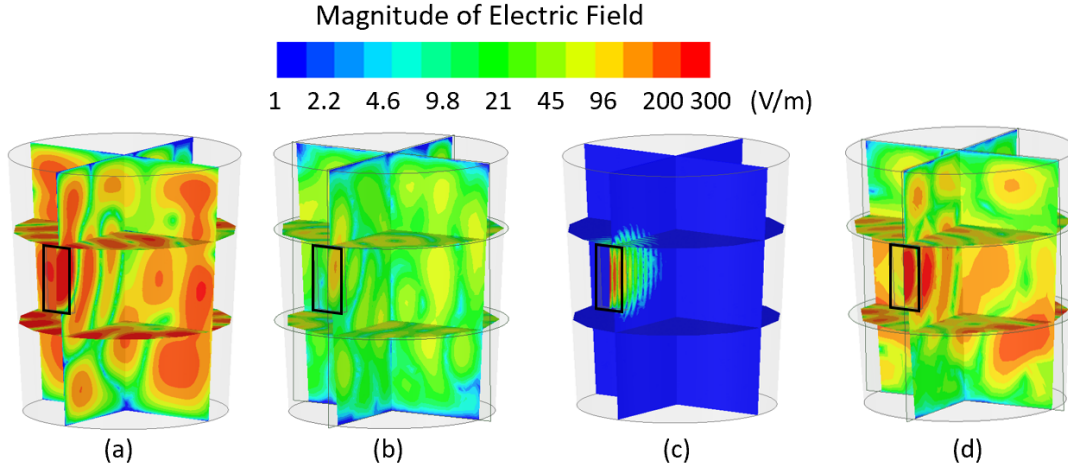 Magnitude of Electric Field
1 2.2 4.6 9.8 21 45 96 200 300 (V/m)
(a) (b) (c) (d)